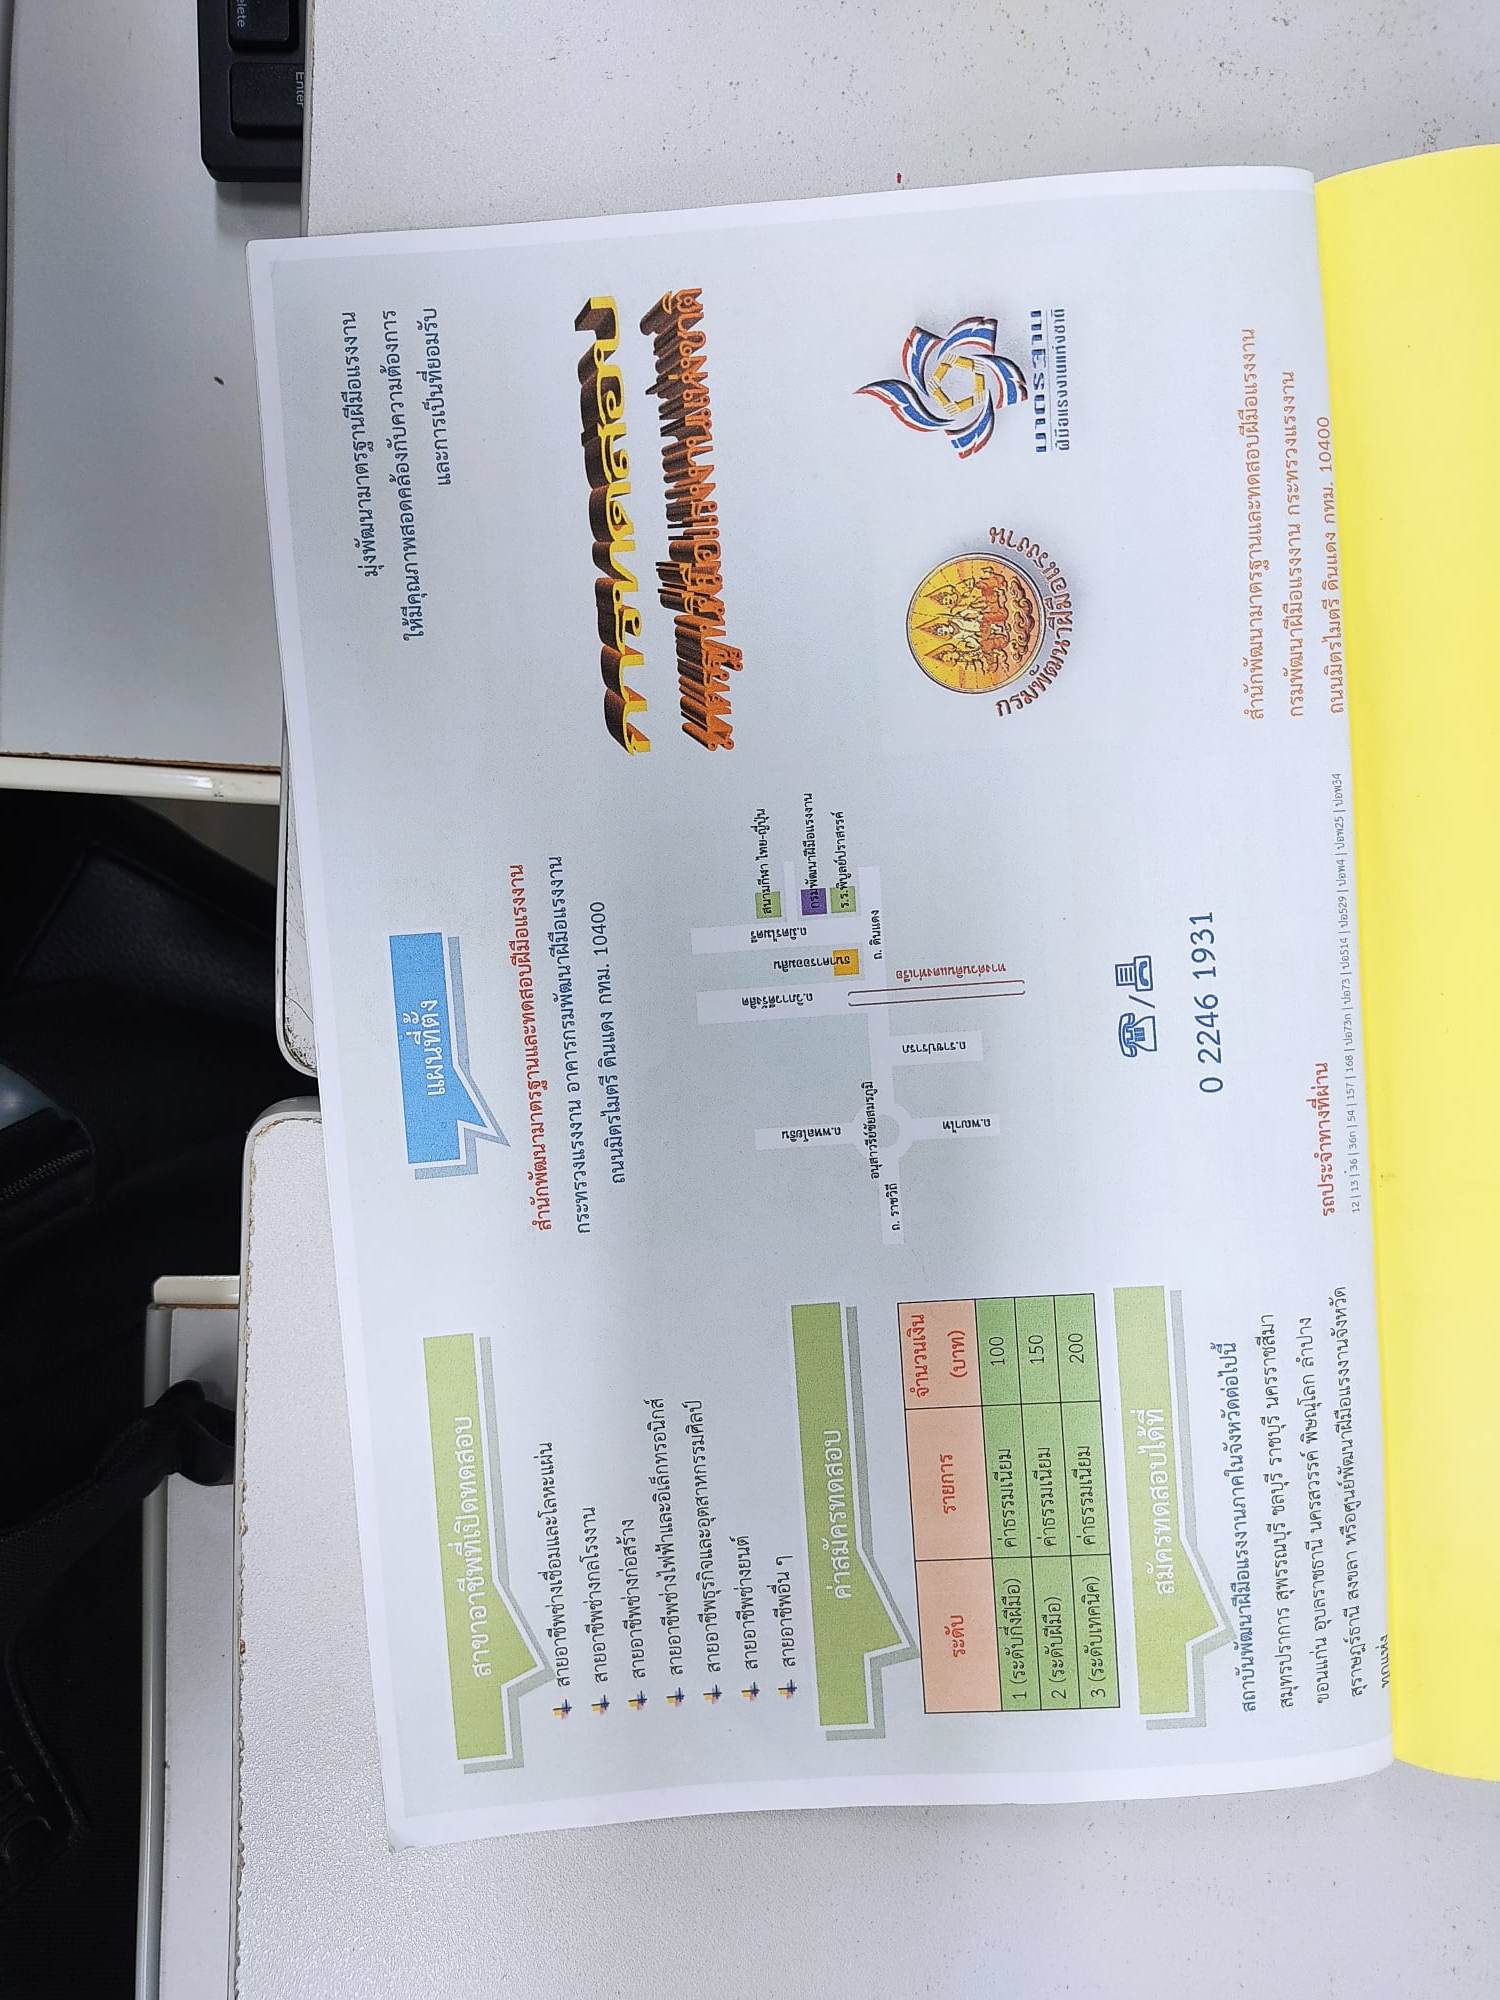 สาขาอาชีพที่เปิดทดสอบ
สายอาชีพช่างเชื่อมและโลหะแผ่น
สายอาชีพช่างกลโรงงาน
สายอาชีพช่างก่อสร้าง
สายอาชีพช่างไฟฟ้าและอิเล็กทรอนิกส์
สายอาชีพธุรกิจและอุตสาหกรรมศิลป์
สายอาชีพช่างยนต์
สายอาชีพอื่น ๆ
ค่าสมัครทดสอบ
ระดับ รายการ จำนวนเงิน (บาท)
1 (ระดับกึ่งฝีมือ) ค่าธรรมเนียม 100
2 (ระดับฝีมือ) ค่าธรรมเนียม 150
3 (ระดับเทคนิค) ค่าธรรมเนียม 200
สมัครทดสอบได้ที่
สถาบันพัฒนาฝีมือแรงงานภาคในจังหวัดต่อไปนี้
สมุทรปราการ สุพรรณบุรี ชลบุรี ราชบุรี นครราชสีมา
ขอนแก่น อุบลราชธานี นครสวรรค์ พิษณุโลก ลำปาง
สุราษฎร์ธานี สงขลา หรือศูนย์พัฒนาฝีมือแรงงานจังหวัด
ทุกแห่ง
แผนที่ตั้ง
สำนักพัฒนามาตรฐานและทดสอบฝีมือแรงงาน
กระทรวงแรงงาน อาคารกรมพัฒนาฝีมือแรงงาน
ถนนมิตรไมตรี ดินแดง กทม. 10400
ถ.พหลโยธิน
ถ.วิภาวดีรังสิต
ธนาคารออมสิน
ถ.มิตรไมตรี
สนามกีฬา ไทย-ญี่ปุ่น
กรมพัฒนาฝีมือแรงงาน
ร.ร.พิบูลย์ปราสรรค์
อนุสาวรีย์ชัยสมรภูมิ
ถ. ราชวิถี
ถ. ดินแดง
ถ.พญาไท
ถ.ราชปรารภ
ทางด่วนดินแดงท่าเรือ
0 2246 1931
รถประจำทางที่ผ่าน
12 | 13 | 36 | 36ก | 54 | 157 | 168 | ปอ73ก | ปอ73 | ปอ514 | ปอ529 | ปอพ4 | ปอพ25 | ปอพ34
มุ่งพัฒนามาตรฐานฝีมือแรงงาน
ให้มีคุณภาพสอดคล้องกับความต้องการ
และการเป็นที่ยอมรับ
การทดสอบ
มาตรฐานฝีมือแรงงานแห่งชาติ
กรมพัฒนาฝีมือแรงงาน
มาตรฐาน
ฝีมือแรงงานแห่งชาติ
สำนักพัฒนามาตรฐานและทดสอบฝีมือแรงงาน
กรมพัฒนาฝีมือแรงงาน กระทรวงแรงงาน
ถนนมิตรไมตรี ดินแดง กทม. 10400
Enter